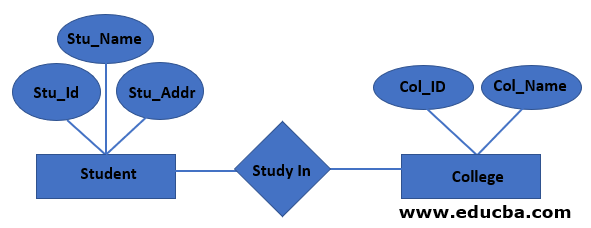 Stu_Name
Stu_Id
Stu_Addr
Col_ID
Col_Name
Student
Study In
College
www.educba.com